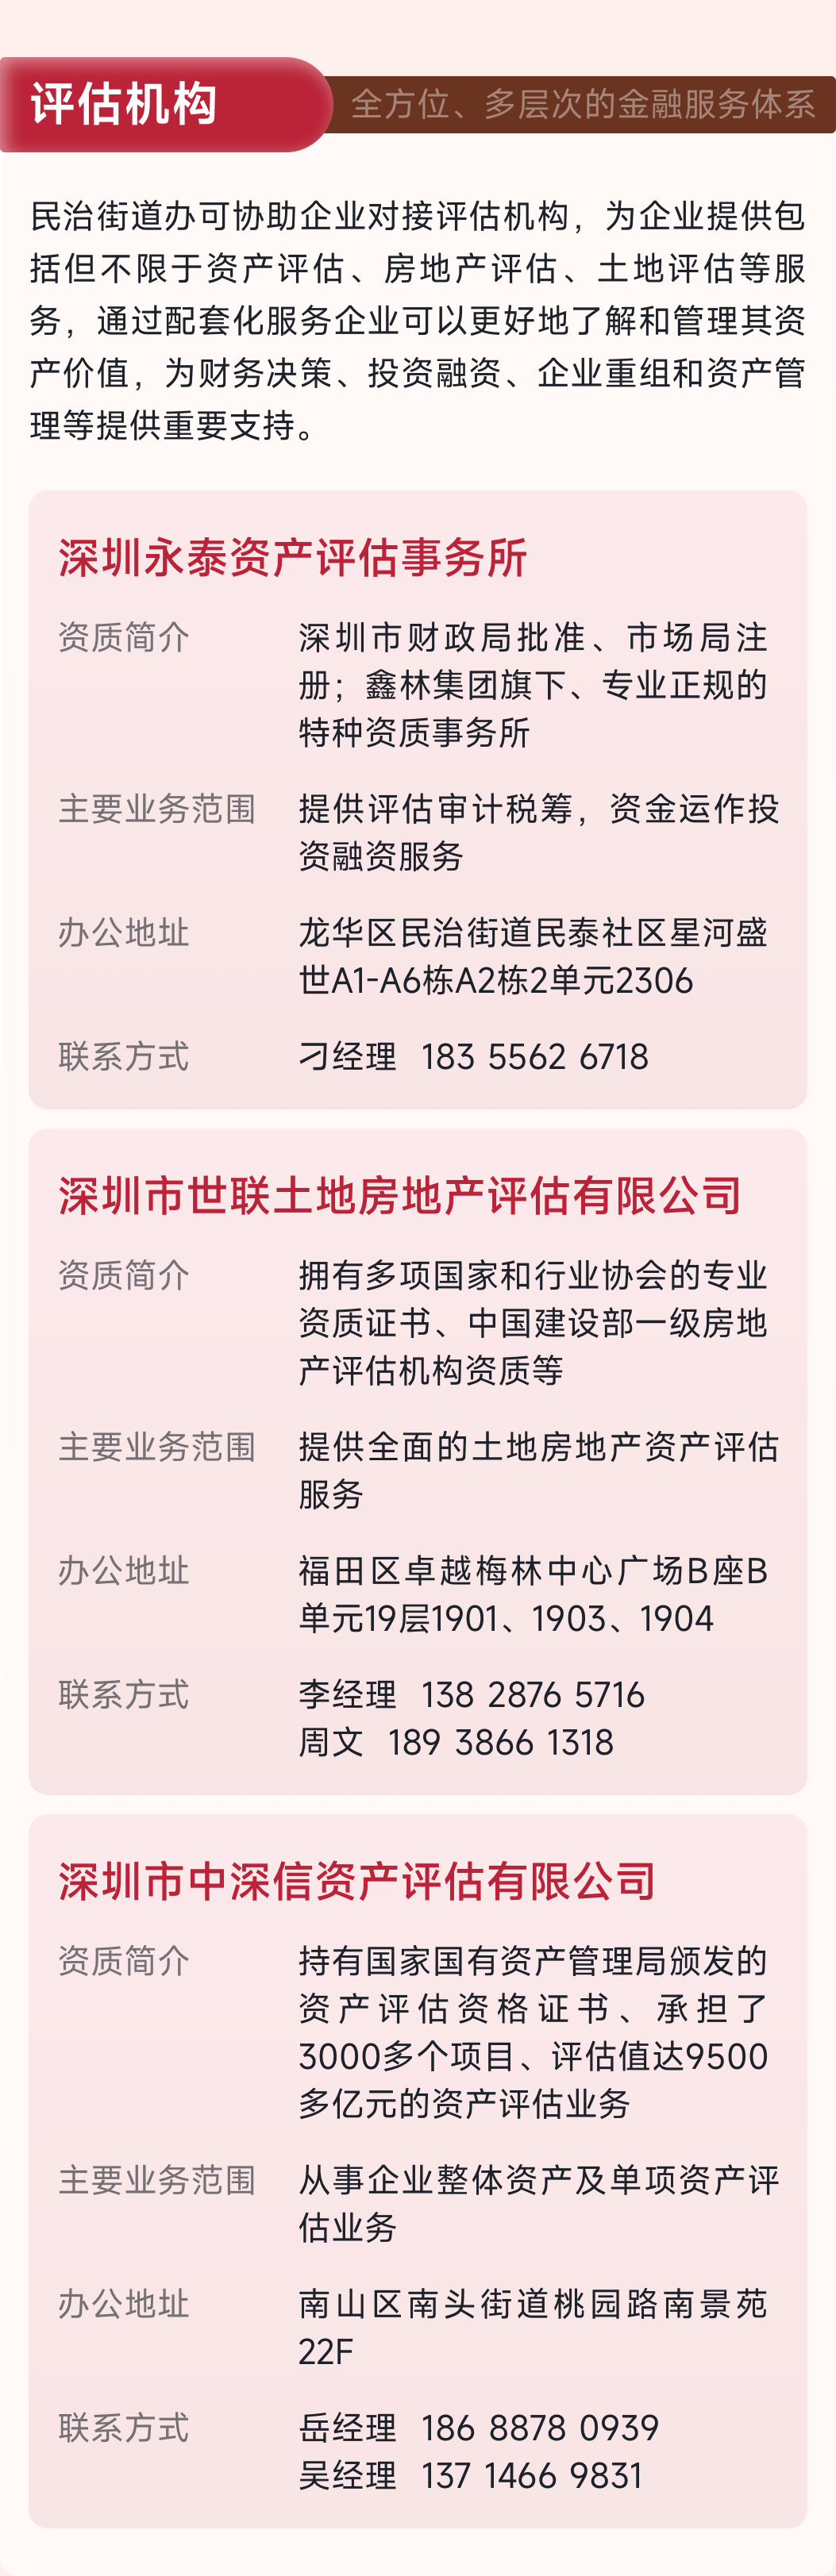 评估机构
全方位、多层次的金融服务体系
民治街道办可协助企业对接评估机构，为企业提供包
括但不限于资产评估、房地产评估、土地评估等服
务，通过配套化服务企业可以更好地了解和管理其资
产价值，为财务决策、投资融资、企业重组和资产管
理等提供重要支持。
深圳永泰资产评估事务所
资质简介 深圳市财政局批准、市场局注
册；鑫林集团旗下、专业正规的
特种资质事务所
主要业务范围 提供评估审计税筹，资金运作投
资融资服务
办公地址 龙华区民治街道民泰社区星河盛
世A1-A6栋A2栋2单元2306
联系方式 刁经理 183 5562 6718
深圳市世联土地房地产评估有限公司
资质简介 拥有多项国家和行业协会的专业
资质证书、中国建设部一级房地
产评估机构资质等
主要业务范围 提供全面的土地房地产资产评估
服务
办公地址 福田区卓越梅林中心广场B座B
单元19层1901、1903、1904
联系方式 李经理 138 2876 5716
周文 189 3866 1318
深圳市中深信资产评估有限公司
资质简介 持有国家国有资产管理局颁发的
资产评估资格证书、承担了
3000多个项目、评估值达9500
多亿元的资产评估业务
主要业务范围 从事企业整体资产及单项资产评
估业务
办公地址 南山区南头街道桃园路南景苑
22F
联系方式 岳经理 186 8878 0939
吴经理 137 1466 9831